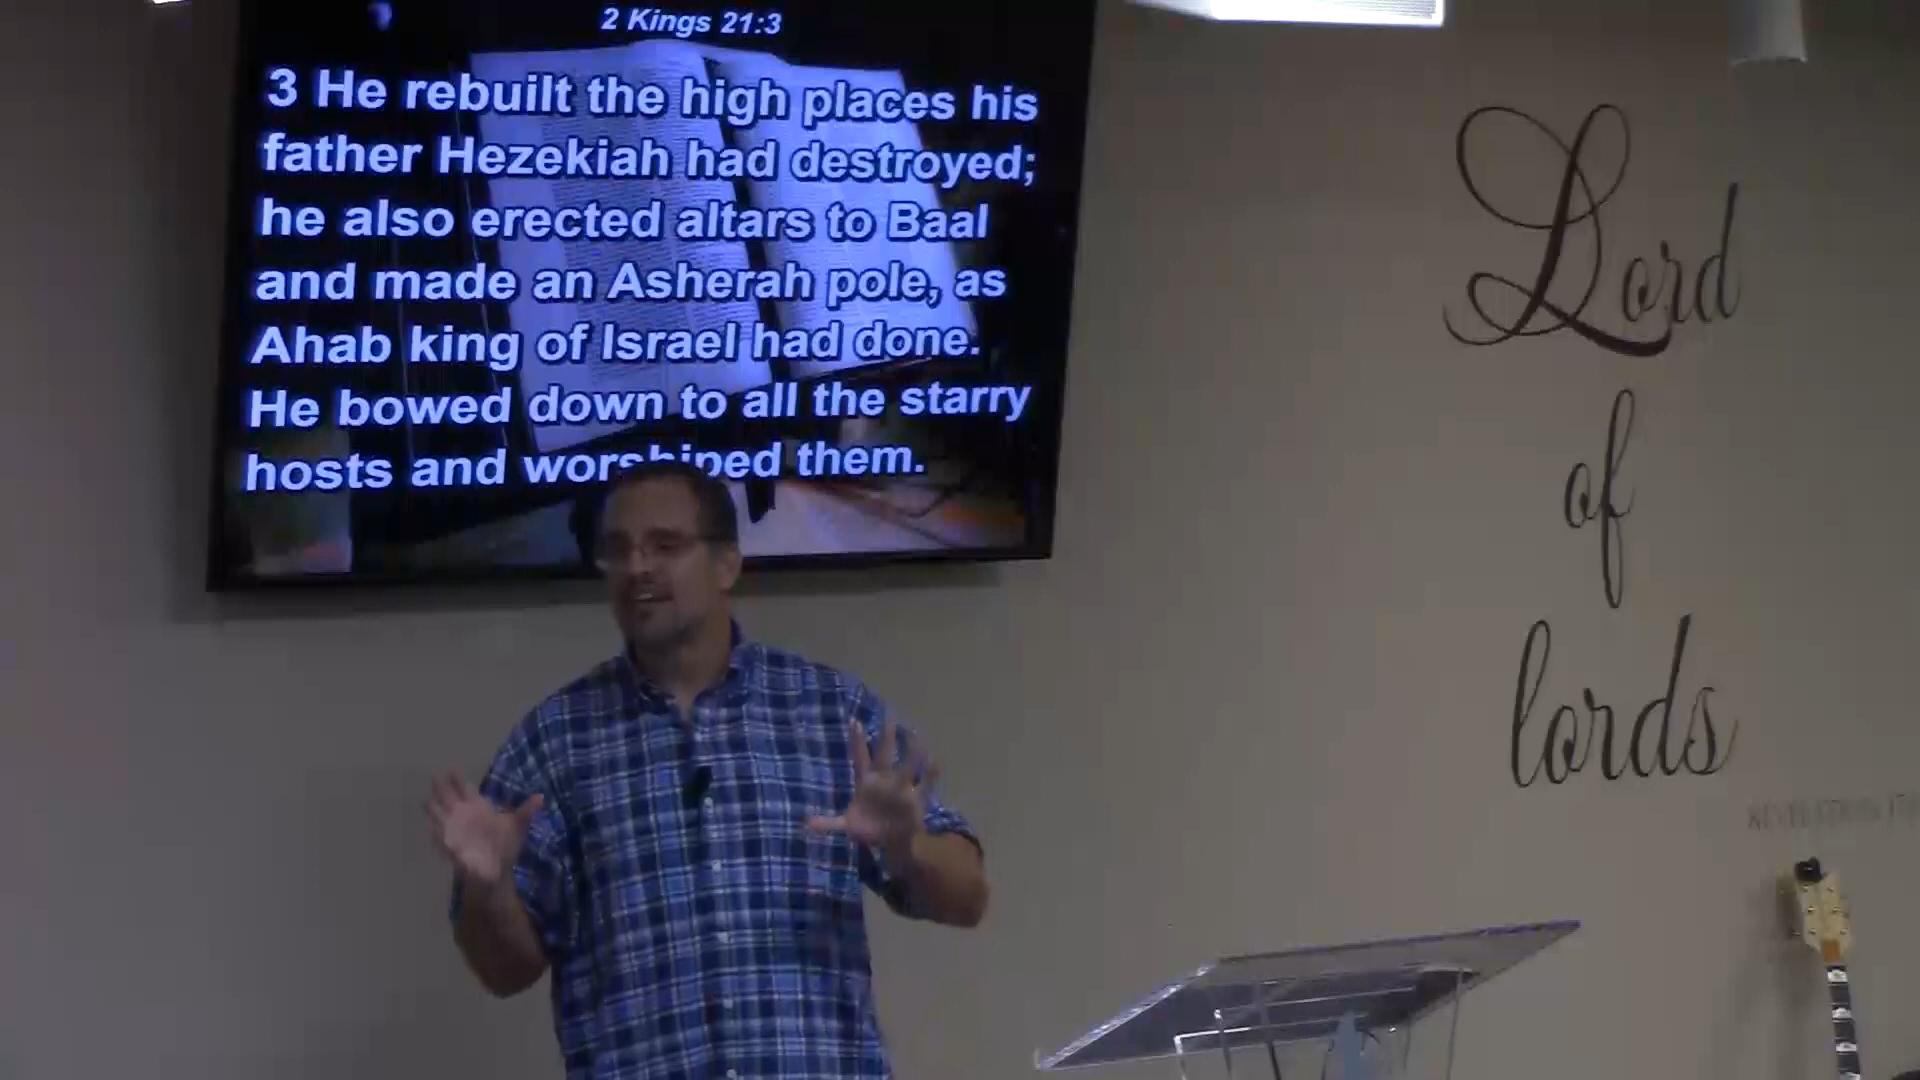 2 Kings 21:3
3 He rebuilt the high places his
father Hezekiah had destroyed;
he also erected altars to Baal
and made an Asherah pole, as
Ahab king of Israel had done.
He bowed down to all the starry
hosts and worshiped them.
Lord
of
lords
REVELATION